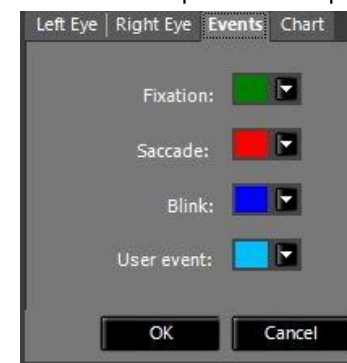 Left Eye Right Eye Events Chart
Fixation:
Saccade:
Blink:
User event:
OK Cancel